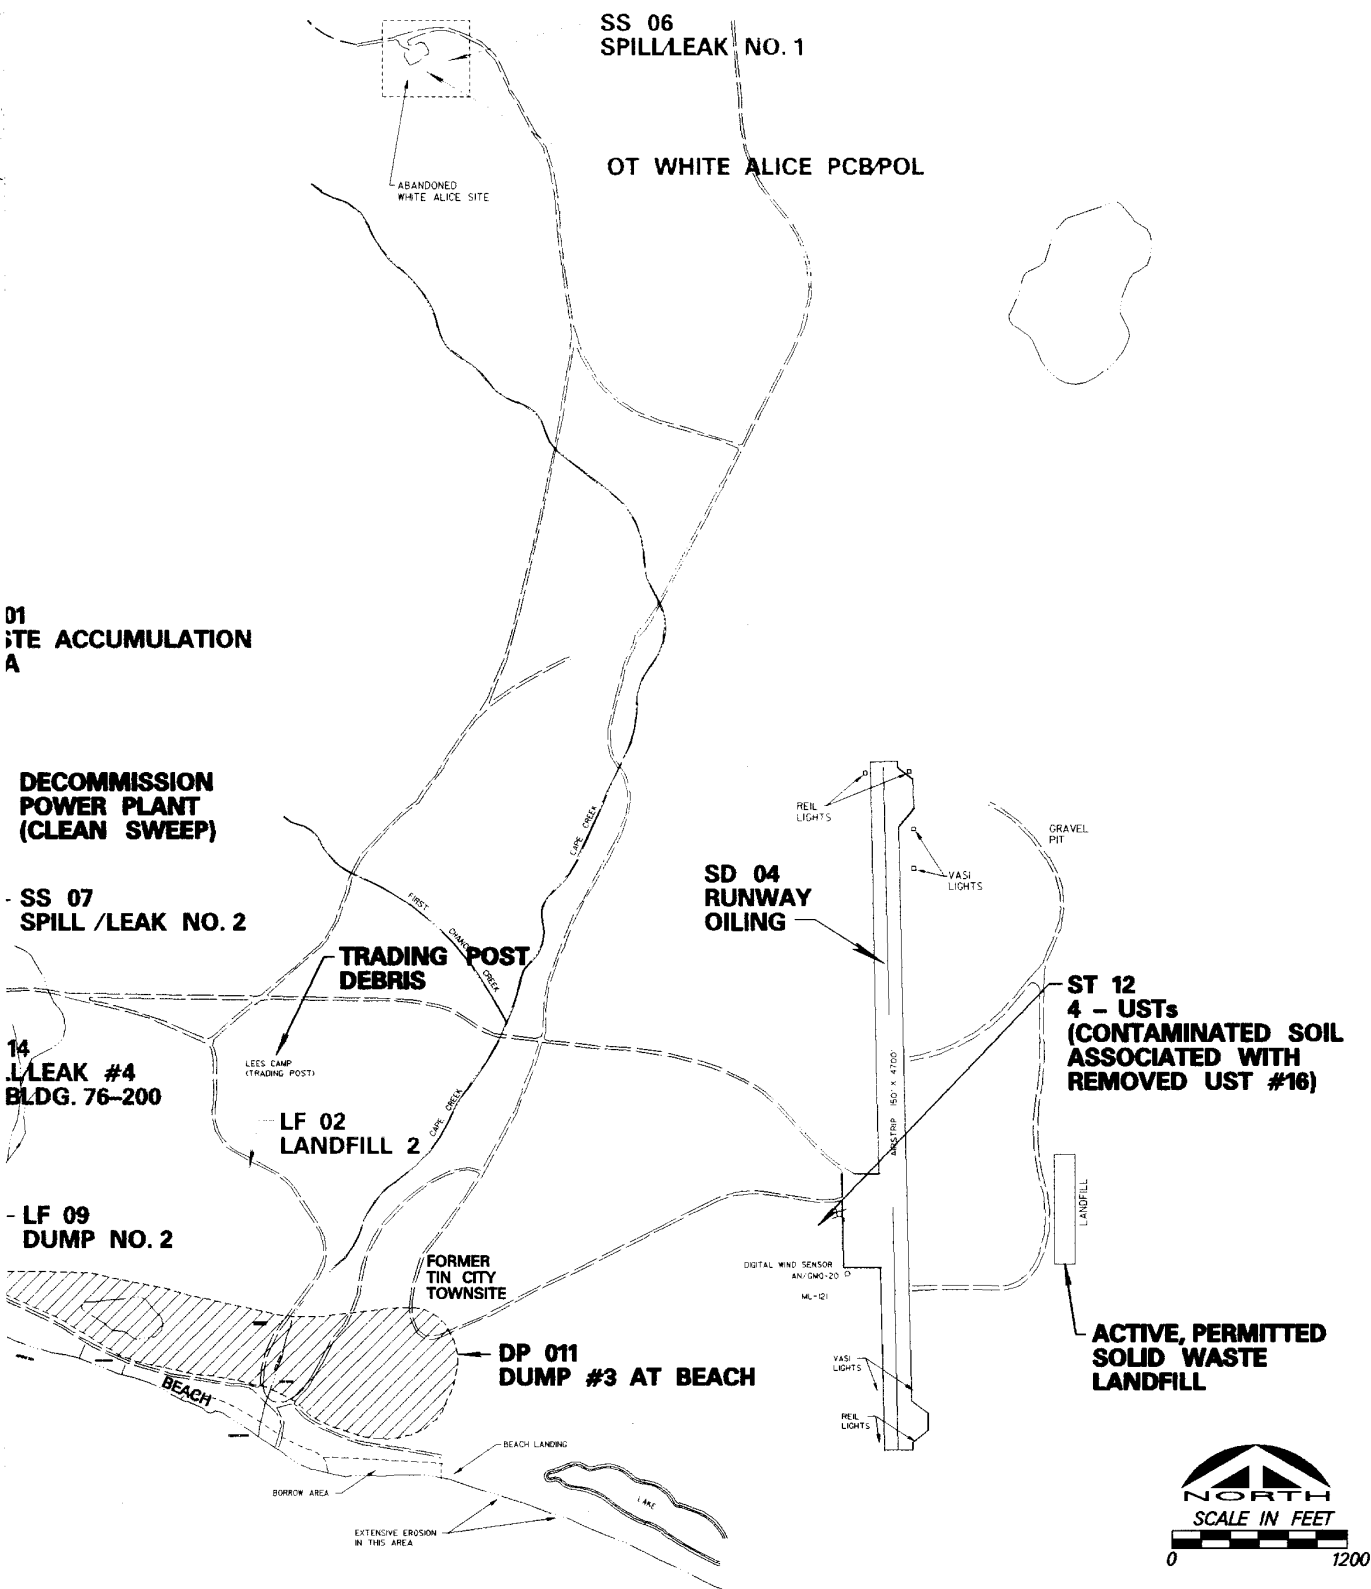 SS 06
SPILL/LEAK NO. 1
OT WHITE ALICE PCB/POL
ABANDONED
WHITE ALICE SITE
01
STE ACCUMULATION
A
DECOMMISSION
POWER PLANT
(CLEAN SWEEP)
SS 07
SPILL /LEAK NO. 2
REIL
LIGHTS
CAPE CREEK
GRAVEL
PIT
VASI
LIGHTS
SD 04
RUNWAY
OILING
FIRST CHANCE CREEK
TRADING POST
DEBRIS
ST 12
4 - USTs
(CONTAMINATED SOIL
ASSOCIATED WITH
REMOVED UST #16)
14
LEAK #4
BLDG. 76-200
LEES CAMP
(TRADING POST)
AIRSTRIP 150' X 4700'
LF 02
LANDFILL 2
CAPE CREEK
LANDFILL
LF 09
DUMP NO. 2
FORMER
TIN CITY
TOWNSITE
DIGITAL WIND SENSOR
AN/GMQ-20
ML-121
ACTIVE, PERMITTED
SOLID WASTE
LANDFILL
DP 011
DUMP #3 AT BEACH
VASI
LIGHTS
BEACH
REIL
LIGHTS
BEACH LANDING
BORROW AREA
LAKE
EXTENSIVE EROSION
IN THIS AREA
NORTH
SCALE IN FEET
0 1200